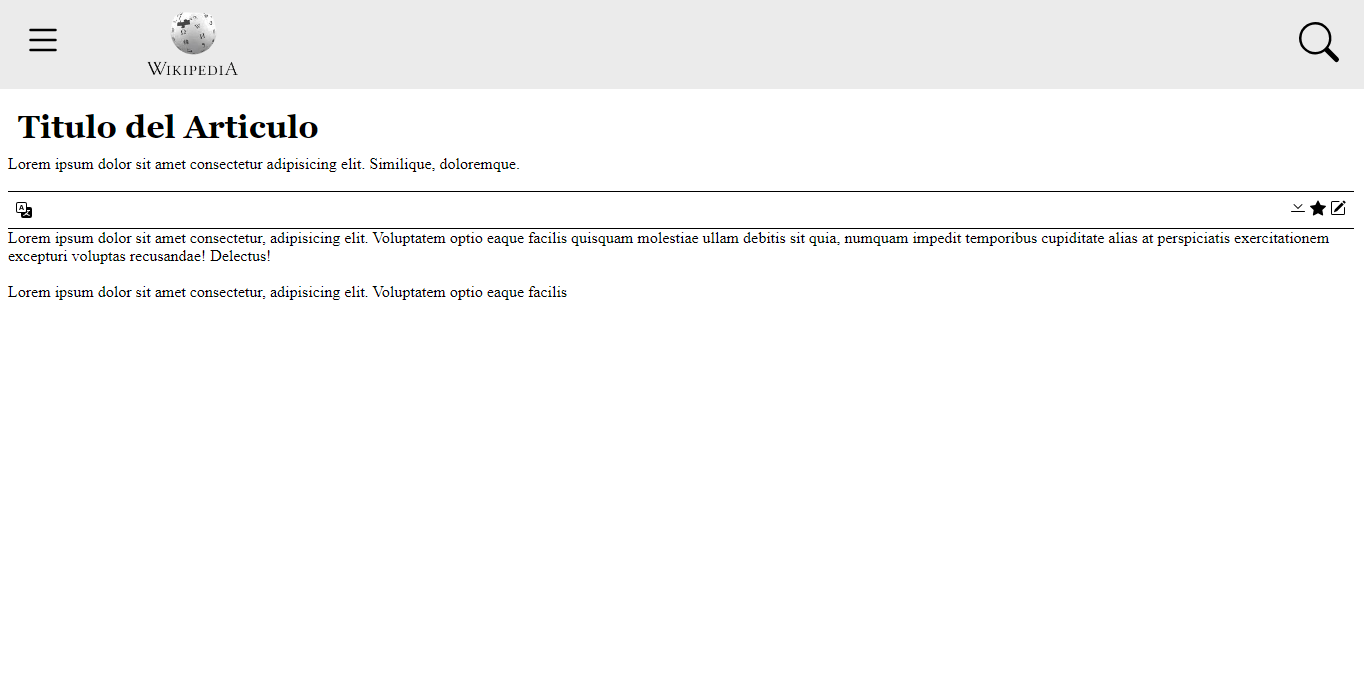 WIKIPEDIA
Titulo del Articulo
Lorem ipsum dolor sit amet consectetur adipisicing elit. Similique, doloremque.
Lorem ipsum dolor sit amet consectetur, adipisicing elit. Voluptatem optio eaque facilis quisquam molestiae ullam debitis sit quia, numquam impedit temporibus cupiditate alias at perspiciatis exercitationem
excepturi voluptas recusandae! Delectus!
Lorem ipsum dolor sit amet consectetur, adipisicing elit. Voluptatem optio eaque facilis